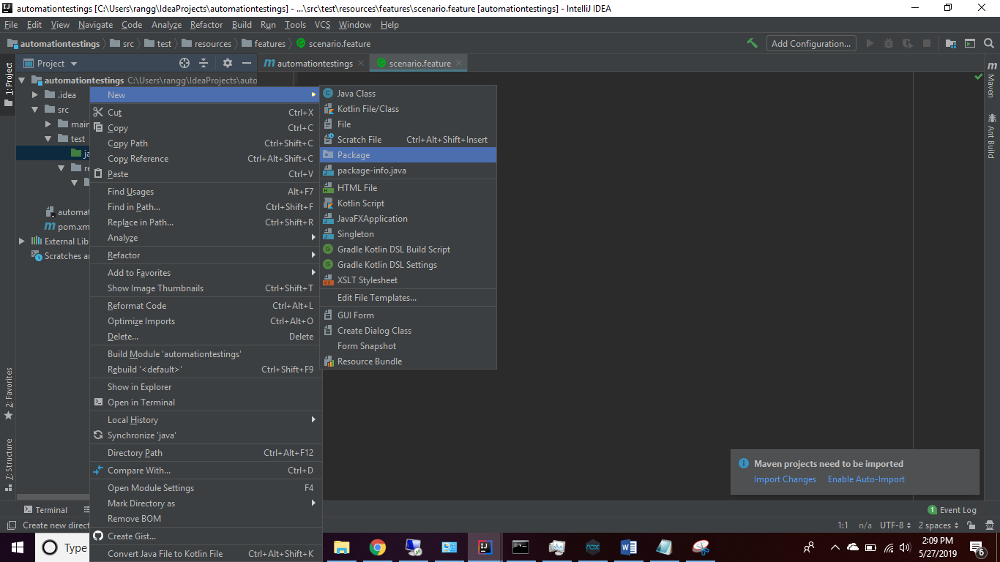 automationtestings [C:\Users\rangg\IdeaProjects\automationtestings] - ...\src\test\resources\features\scenario.feature [automationtestings] - IntelliJ IDEA
File Edit View Navigate Code Analyze Refactor Build Run Tools VCS Window Help
automationtestings src test resources features scenario.feature
Add Configuration...
1: Project
Project
automationtestings
scenario.feature
automationtestings C:\Users\rangg\IdeaProjects\auto
.idea
src
main
test
ja
re
automat
pom.xm
External Lib
Scratches a
New
Cut Ctrl+X
Copy Ctrl+C
Copy Path Ctrl+Shift+C
Copy Reference Ctrl+Alt+Shift+C
Paste Ctrl+V
Find Usages Alt+F7
Find in Path... Ctrl+Shift+F
Replace in Path... Ctrl+Shift+R
Analyze
Refactor
Add to Favorites
Show Image Thumbnails Ctrl+Shift+T
Reformat Code Ctrl+Alt+L
Optimize Imports Ctrl+Alt+O
Delete... Delete
Build Module 'automationtestings'
Rebuild '<default>' Ctrl+Shift+F9
Show in Explorer
Open in Terminal
Local History
Synchronize 'java'
Directory Path Ctrl+Alt+F12
Compare With... Ctrl+D
Open Module Settings F4
Mark Directory as
Remove BOM
Create Gist...
Convert Java File to Kotlin File Ctrl+Alt+Shift+K
Java Class
Kotlin File/Class
File
Scratch File Ctrl+Alt+Shift+Insert
Package
package-info.java
HTML File
Kotlin Script
JavaFXApplication
Singleton
Gradle Kotlin DSL Build Script
Gradle Kotlin DSL Settings
XSLT Stylesheet
Edit File Templates...
GUI Form
Create Dialog Class
Form Snapshot
Resource Bundle
Maven
Ant Build
2: Favorites
7: Structure
Maven projects need to be imported
Import Changes Enable Auto-Import
Terminal
1 Event Log
Create new direct
1:1 n/a UTF-8 2 spaces
Type
nox
2:09 PM
5/27/2019
6